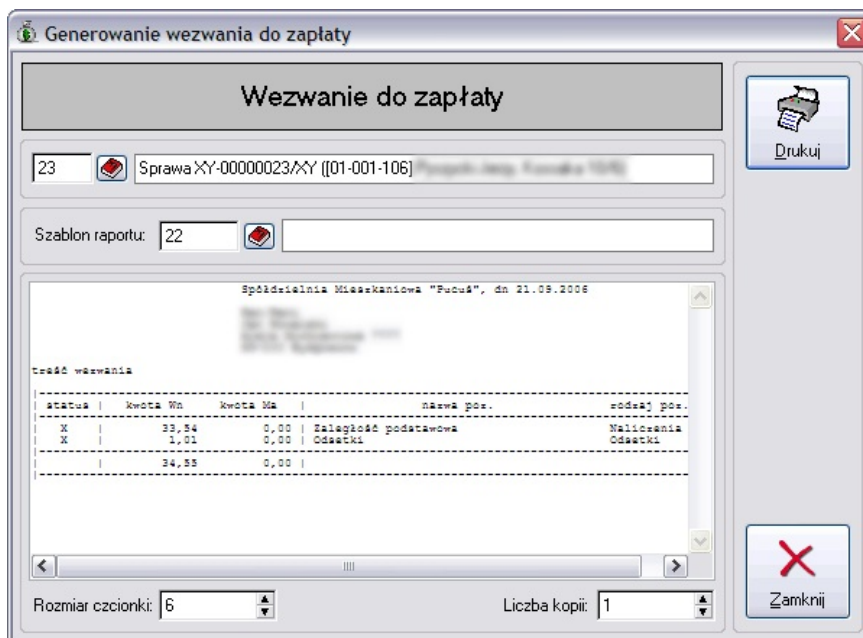 Generowanie wezwania do zapłaty
Wezwanie do zapłaty
Drukuj
23 Sprawa XY-00000023/XY ([01-001-106]
Szablon raportu: 22
Spółdzielnia Mieszkaniowa "Pucuś", dn 21.09.2006
treść wezwania
status | kwota Wn kwota Ma | nazwa poz. rodzaj poz.
X | 33,54 0,00 | Zaległość podstawowa Naliczenia
X | 1,01 0,00 | Odsetki Odsetki
| 34,55 0,00 |
Rozmiar czcionki: 6 Liczba kopii: 1
Zamknij